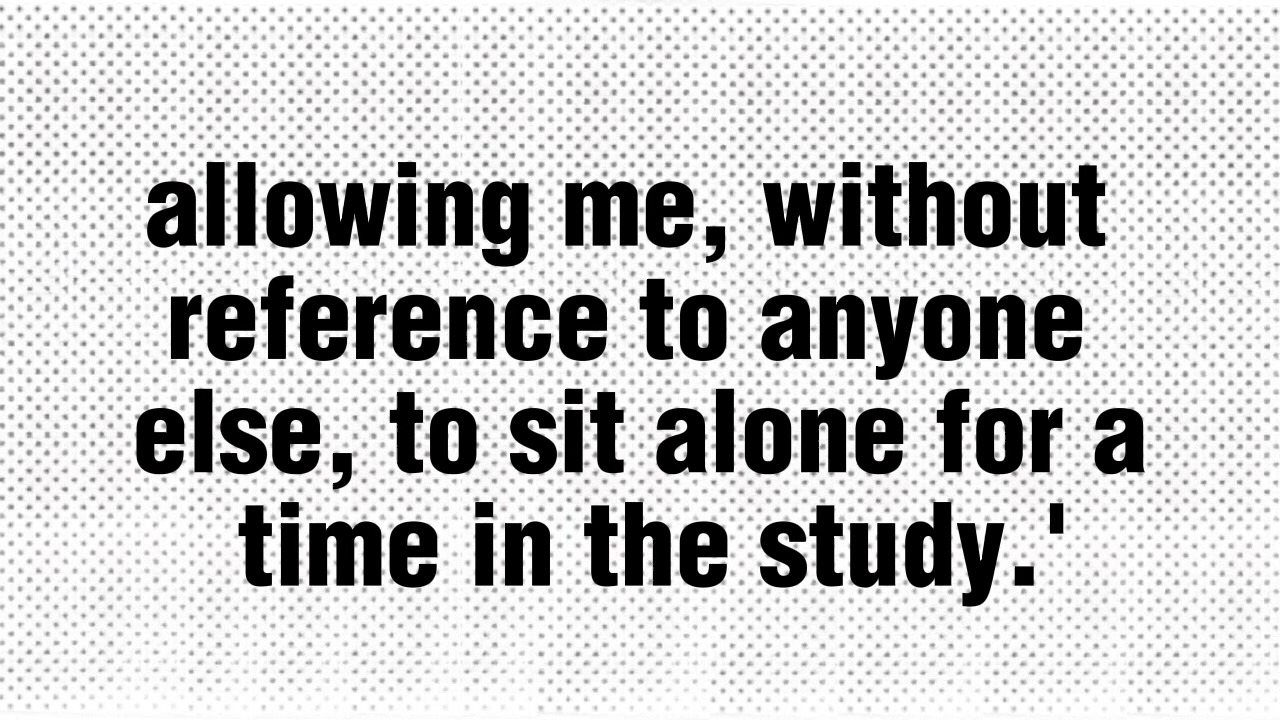 allowing me, without
reference to anyone
else, to sit alone for a
time in the study.'